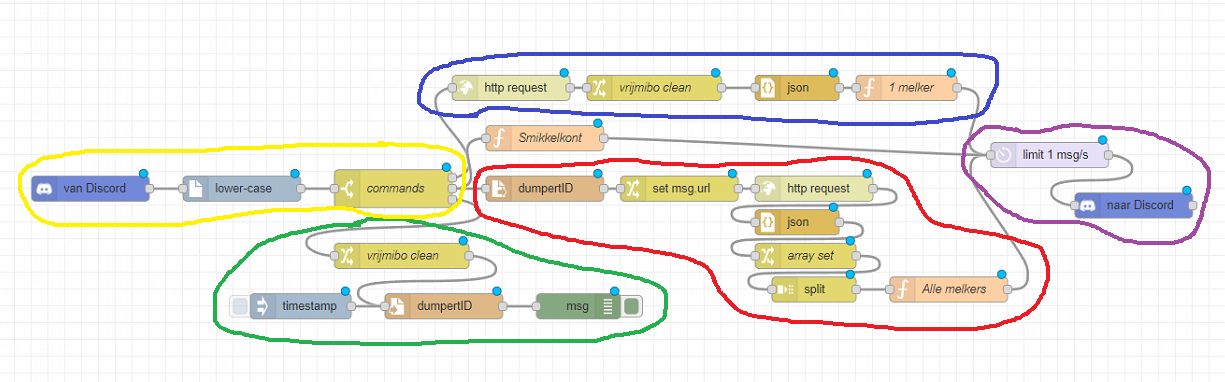 http request vrijmibo clean json 1 melker
Smikkelkont
limit 1 msg/s
van Discord lower-case commands dumpertID set msg.url http request
naar Discord
json
vrijmibo clean array set
split Alle melkers
timestamp dumpertID msg